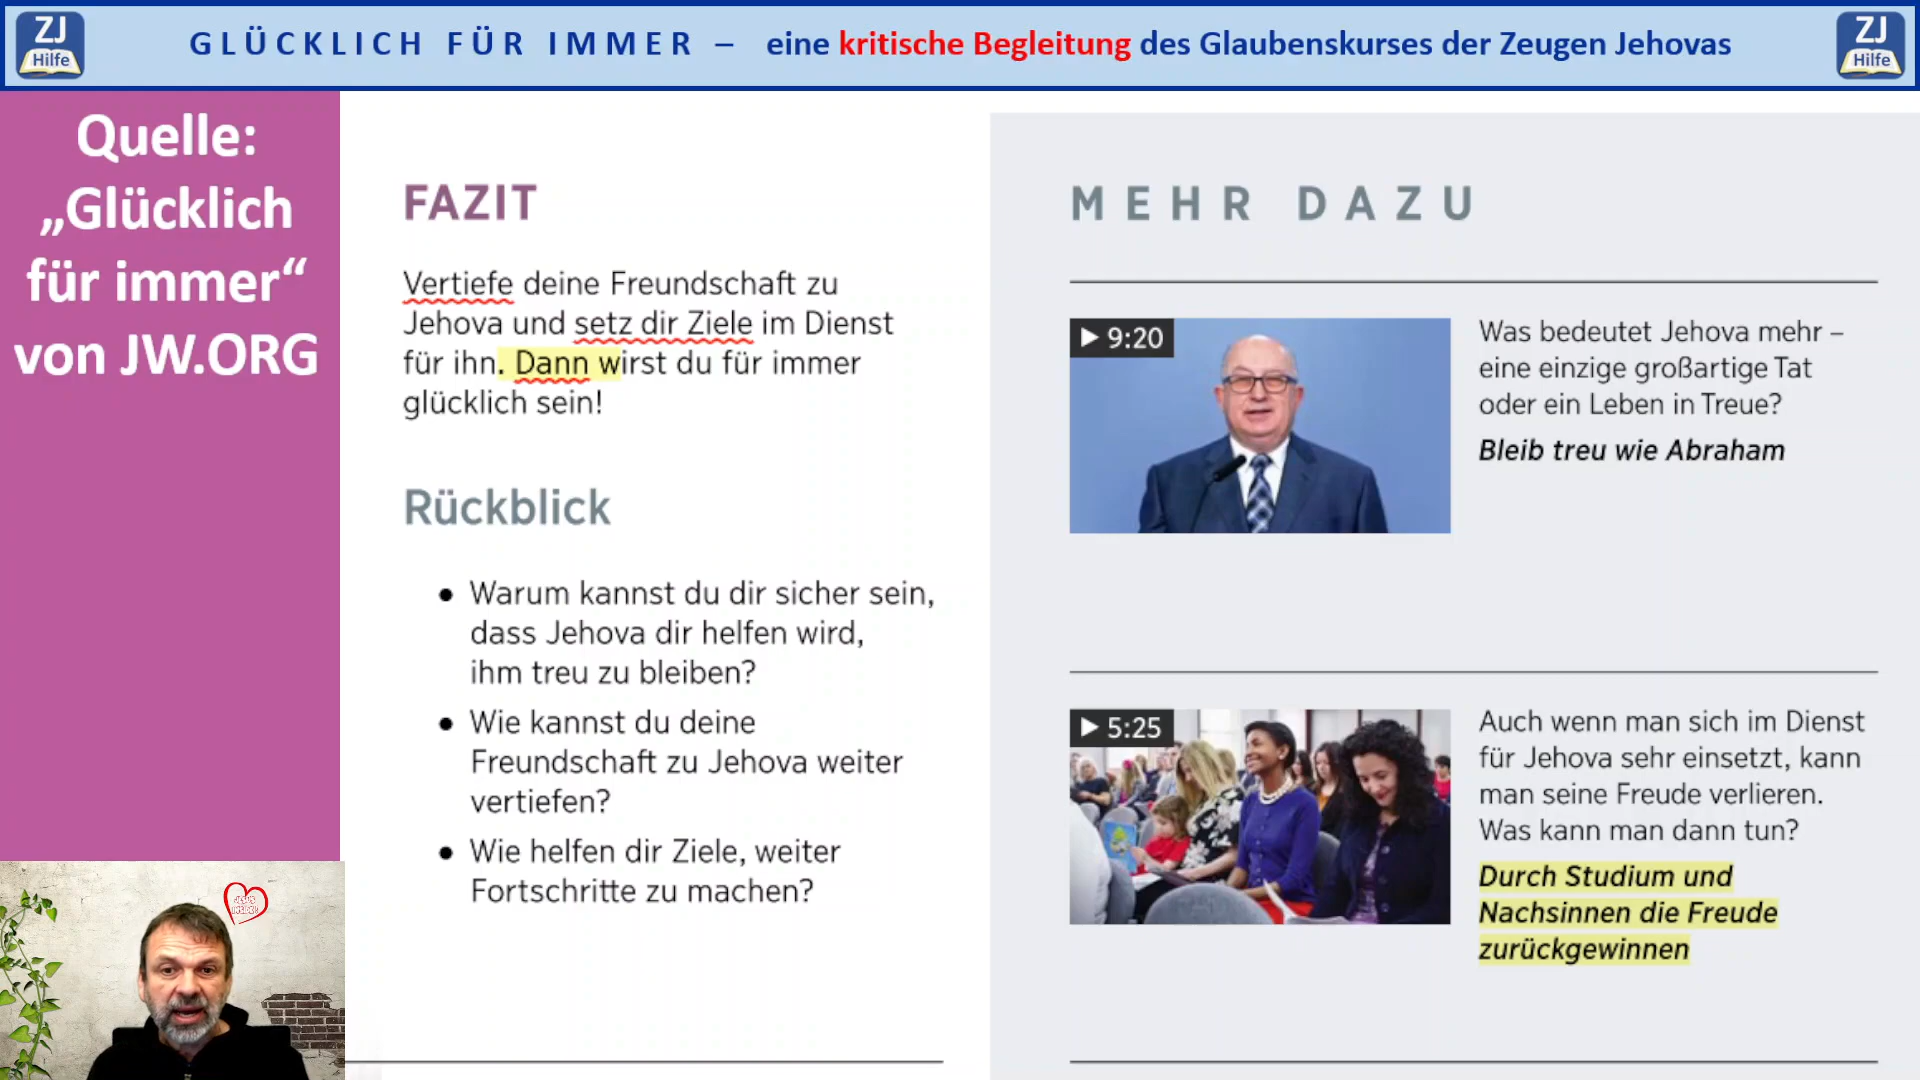 ZJ
Hilfe
GLÜCKLICH FÜR IMMER – eine kritische Begleitung des Glaubenskurses der Zeugen Jehovas
ZJ
Hilfe
Quelle:
„Glücklich
für immer“
von JW.ORG
FAZIT
Vertiefe deine Freundschaft zu
Jehova und setz dir Ziele im Dienst
für ihn. Dann wirst du für immer
glücklich sein!
Rückblick
• Warum kannst du dir sicher sein,
dass Jehova dir helfen wird,
ihm treu zu bleiben?
• Wie kannst du deine
Freundschaft zu Jehova weiter
vertiefen?
• Wie helfen dir Ziele, weiter
Fortschritte zu machen?
MEHR DAZU
9:20
Was bedeutet Jehova mehr –
eine einzige großartige Tat
oder ein Leben in Treue?
Bleib treu wie Abraham
5:25
Auch wenn man sich im Dienst
für Jehova sehr einsetzt, kann
man seine Freude verlieren.
Was kann man dann tun?
Durch Studium und
Nachsinnen die Freude
zurückgewinnen